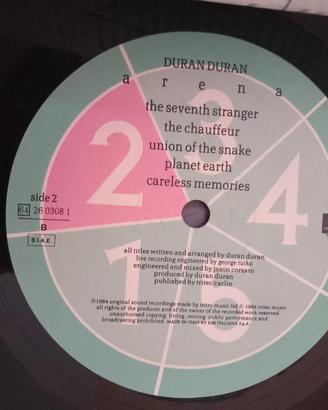 DURAN DURAN
arena
3
the seventh stranger
the chauffeur
union of the snake
planet earth
careless memories
2
4
side 2
64 26 0308 1
B
S.I.A.E.
1
5
all titles written and arranged by duran duran
live recording engineered by george tutko
engineered and mixed by jason corsaro
produced by duran duran
published by tritec/carlin.
℗1984 original sound recordings made by tritec music ltd © 1984 tritec music
all rights of the producer and of the owner of the recorded work reserved
unauthorised copying hiring, renting public performance and
broadcasting prohibited MADE IN ITALY BY EMI ITALIANA S.p.A.